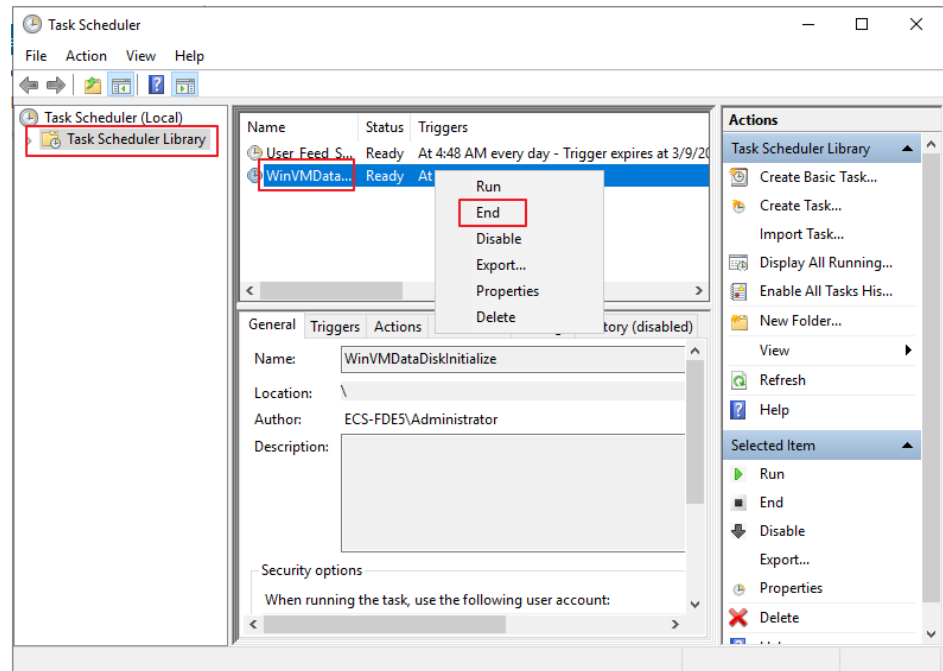 Task Scheduler
File Action View Help
Task Scheduler (Local)
Task Scheduler Library
Name Status Triggers
User_Feed_S... Ready At 4:48 AM every day - Trigger expires at 3/9/20
WinVMData... Ready At
Run
End
Disable
Export...
Properties
Delete
General Triggers Actions tory (disabled)
Name: WinVMDataDiskInitialize
Location: \
Author: ECS-FDE5\Administrator
Description:
Security options
When running the task, use the following user account:
Actions
Task Scheduler Library
Create Basic Task...
Create Task...
Import Task...
Display All Running...
Enable All Tasks His...
New Folder...
View
Refresh
Help
Selected Item
Run
End
Disable
Export...
Properties
Delete